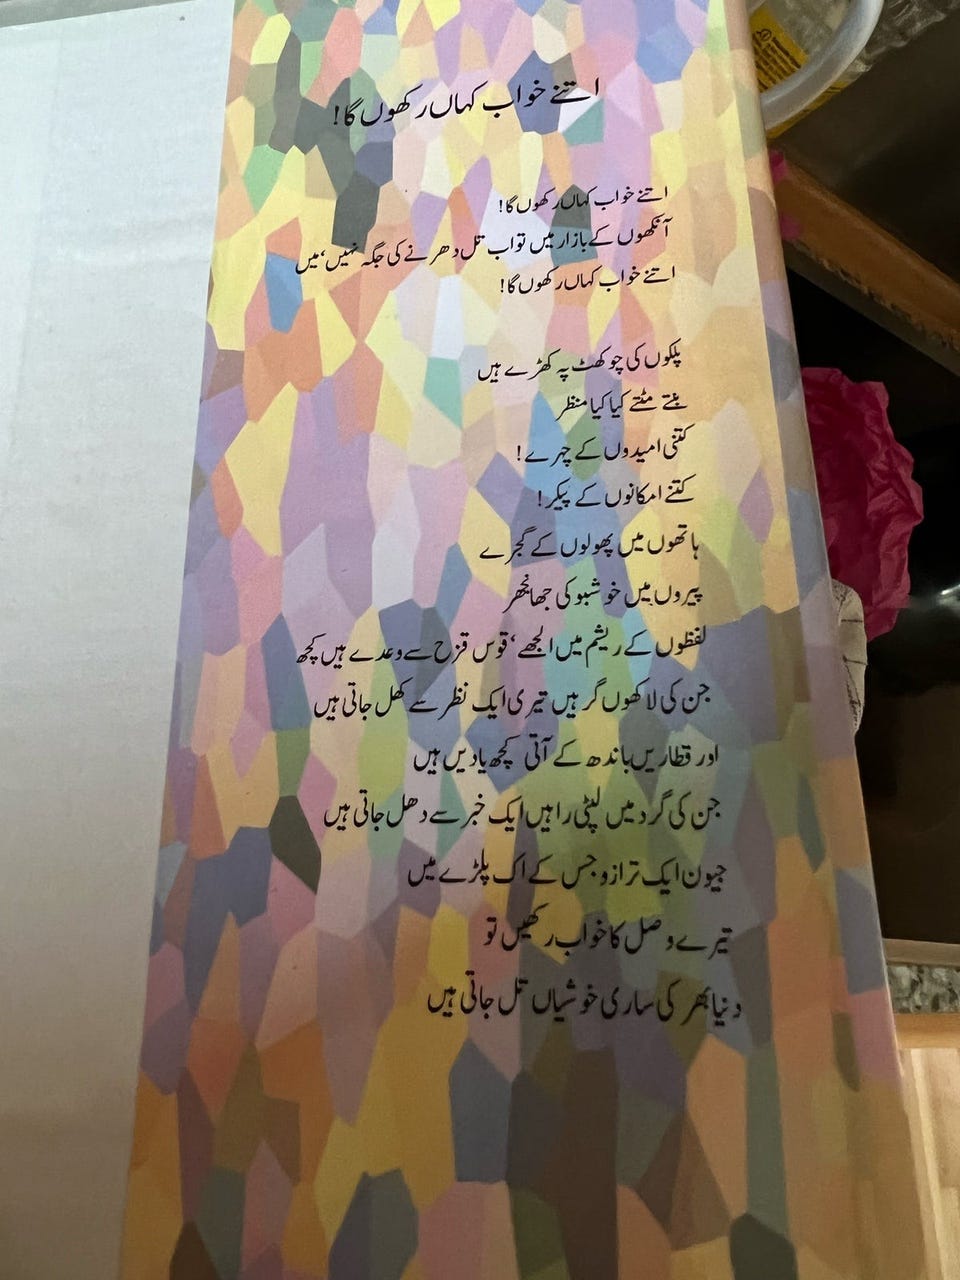 اتنے خواب کہاں رکھوں گا!
اتنے خواب کہاں رکھوں گا!
آنکھوں کے بازار میں تو اب تل دھرنے کی جگہ نہیں، میں
اتنے خواب کہاں رکھوں گا!
پلکوں کی چوکھٹ پہ کھڑے ہیں
بنتے مٹتے کیا کیا منظر
کتنی امیدوں کے چہرے!
کتنے امکانوں کے پیکر!
ہاتھوں میں پھولوں کے گجرے
پیروں میں خوشبو کی جھانجھر
لفظوں کے ریشم میں الجھے، قوس قزح سے وعدے ہیں کچھ
جن کی لاکھوں گرہیں تیری ایک نظر سے کھل جاتی ہیں
اور قطاریں باندھ کے آتی کچھ یادیں ہیں
جن کی گرد میں لپٹی راہیں ایک خبر سے دھل جاتی ہیں
جیون ایک ترازو جس کے اک پلڑے میں
تیرے وصل کا خواب رکھیں تو
دنیا بھر کی ساری خوشیاں تل جاتی ہیں